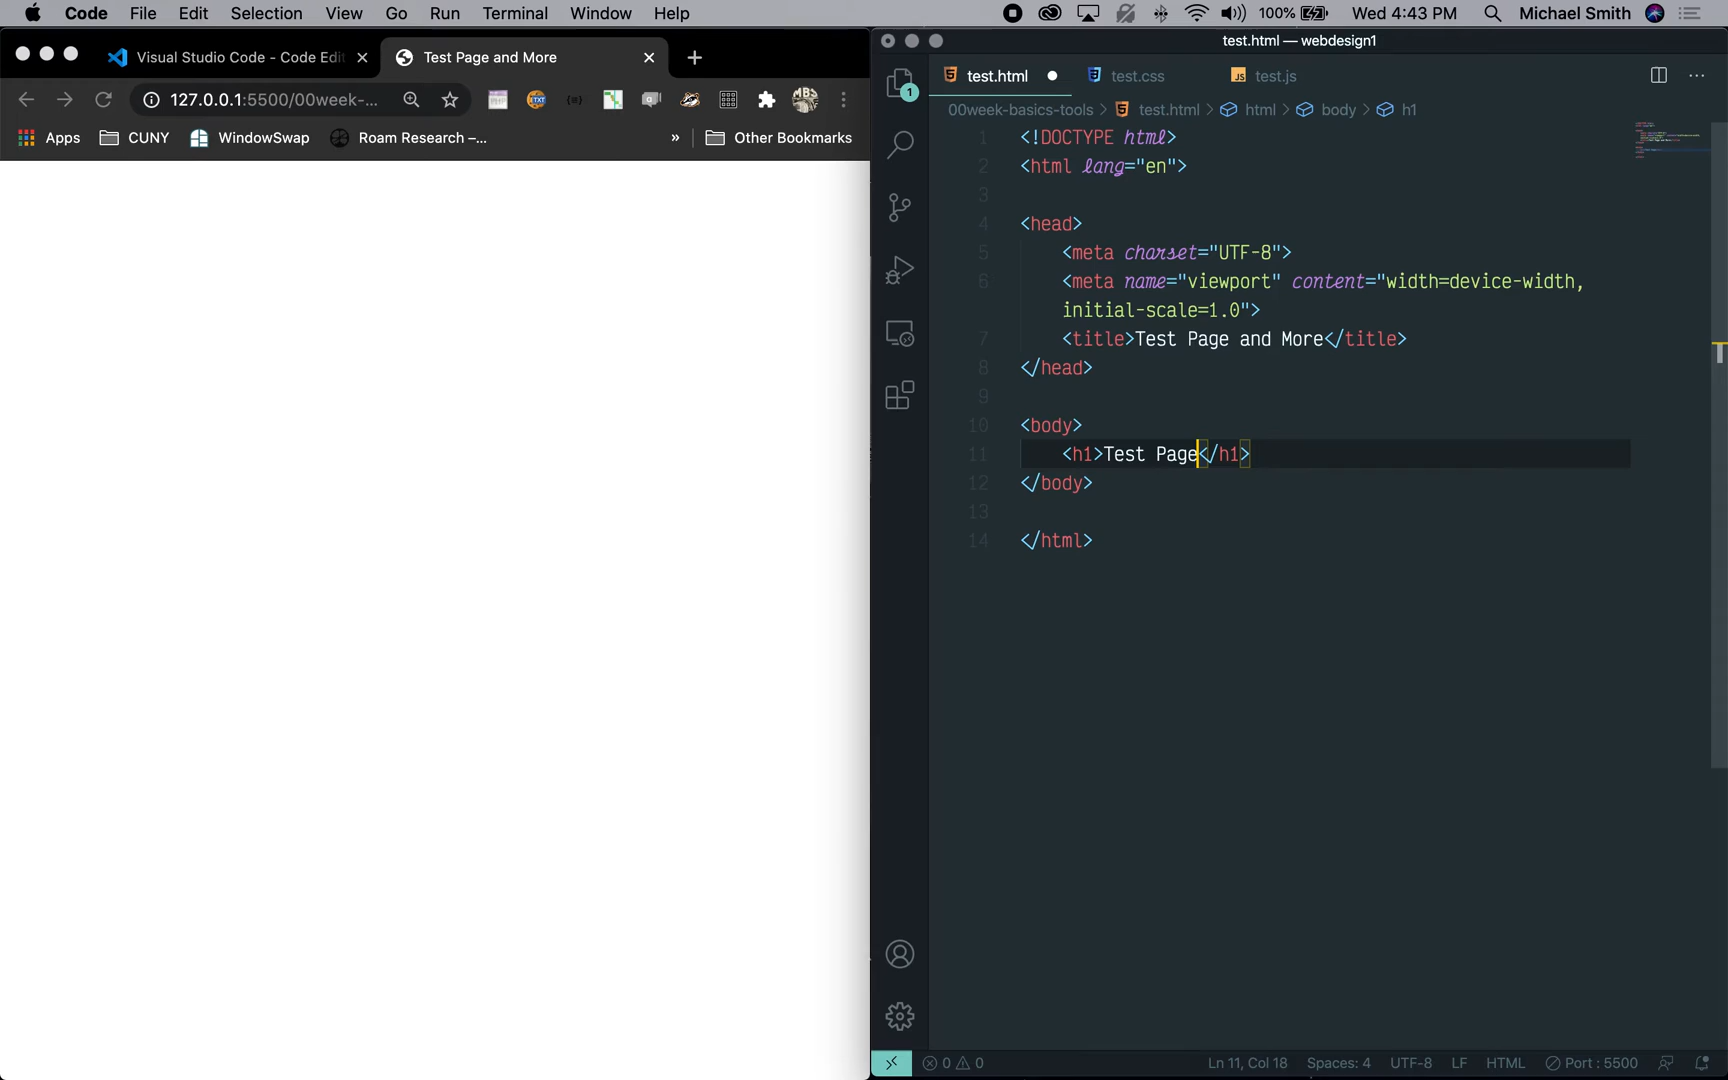 Code File Edit Selection View Go Run Terminal Window Help 100% Wed 4:43 PM Michael Smith
Visual Studio Code - Code Edit
Test Page and More
127.0.0.1:5500/00week-...
Apps CUNY WindowSwap Roam Research –... » Other Bookmarks
test.html — webdesign1
test.html test.css JS test.js
00week-basics-tools > test.html > html > body > h1
1 <!DOCTYPE html>
2 <html lang="en">
3
4 <head>
5 <meta charset="UTF-8">
6 <meta name="viewport" content="width=device-width,
initial-scale=1.0">
7 <title>Test Page and More</title>
8 </head>
9
10 <body>
11 <h1>Test Page</h1>
12 </body>
13
14 </html>
1
0 0 Ln 11, Col 18 Spaces: 4 UTF-8 LF HTML Port : 5500